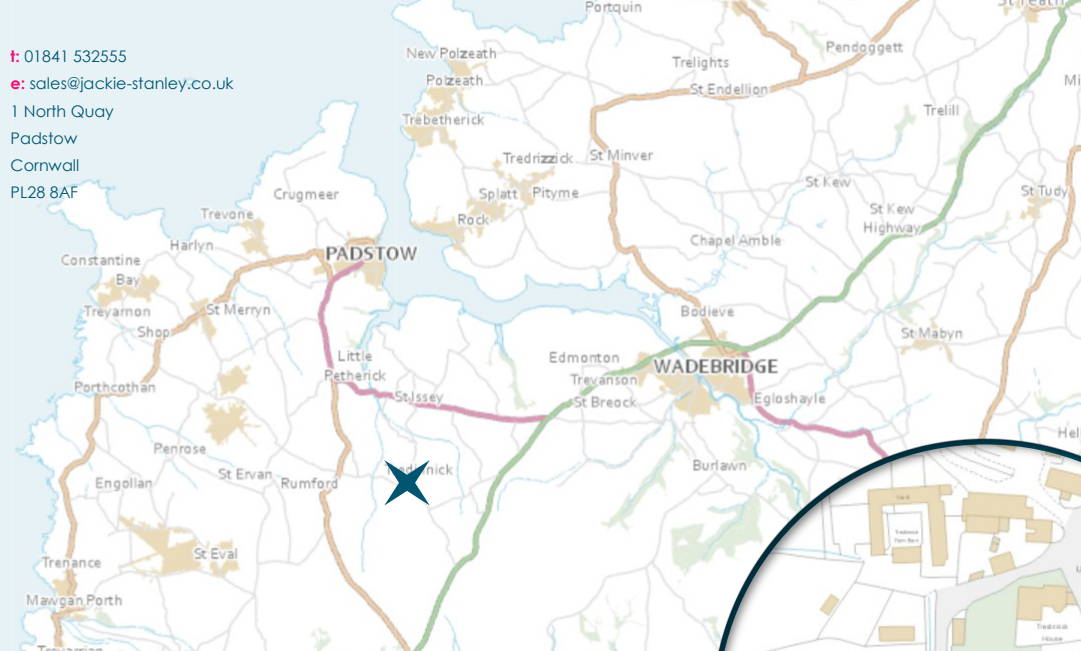 t: 01841 532555
e: sales@jackie-stanley.co.uk
1 North Quay
Padstow
Cornwall
PL28 8AF
Portquin
New Polzeath
Pendoggett
Trelights
Polzeath
St Endellion
Trelill
Trebetherick
Tredrizzick
St Minver
St Kew
St Tudy
Splatt
Pityme
Crugmeer
Rock
St Kew
Highway
Trevone
Chapel Amble
Harlyn
PADSTOW
Constantine
Bay
Treyarnon
St Merryn
Bodieve
Shop
St Mabyn
Little
Petherick
Edmonton
WADEBRIDGE
Trevanson
Porthcothan
St Issey
St Breock
Egloshayle
Penrose
Burlawn
St Ervan
Rumford
Engollan
St Eval
Trenance
Mawgan Porth
House